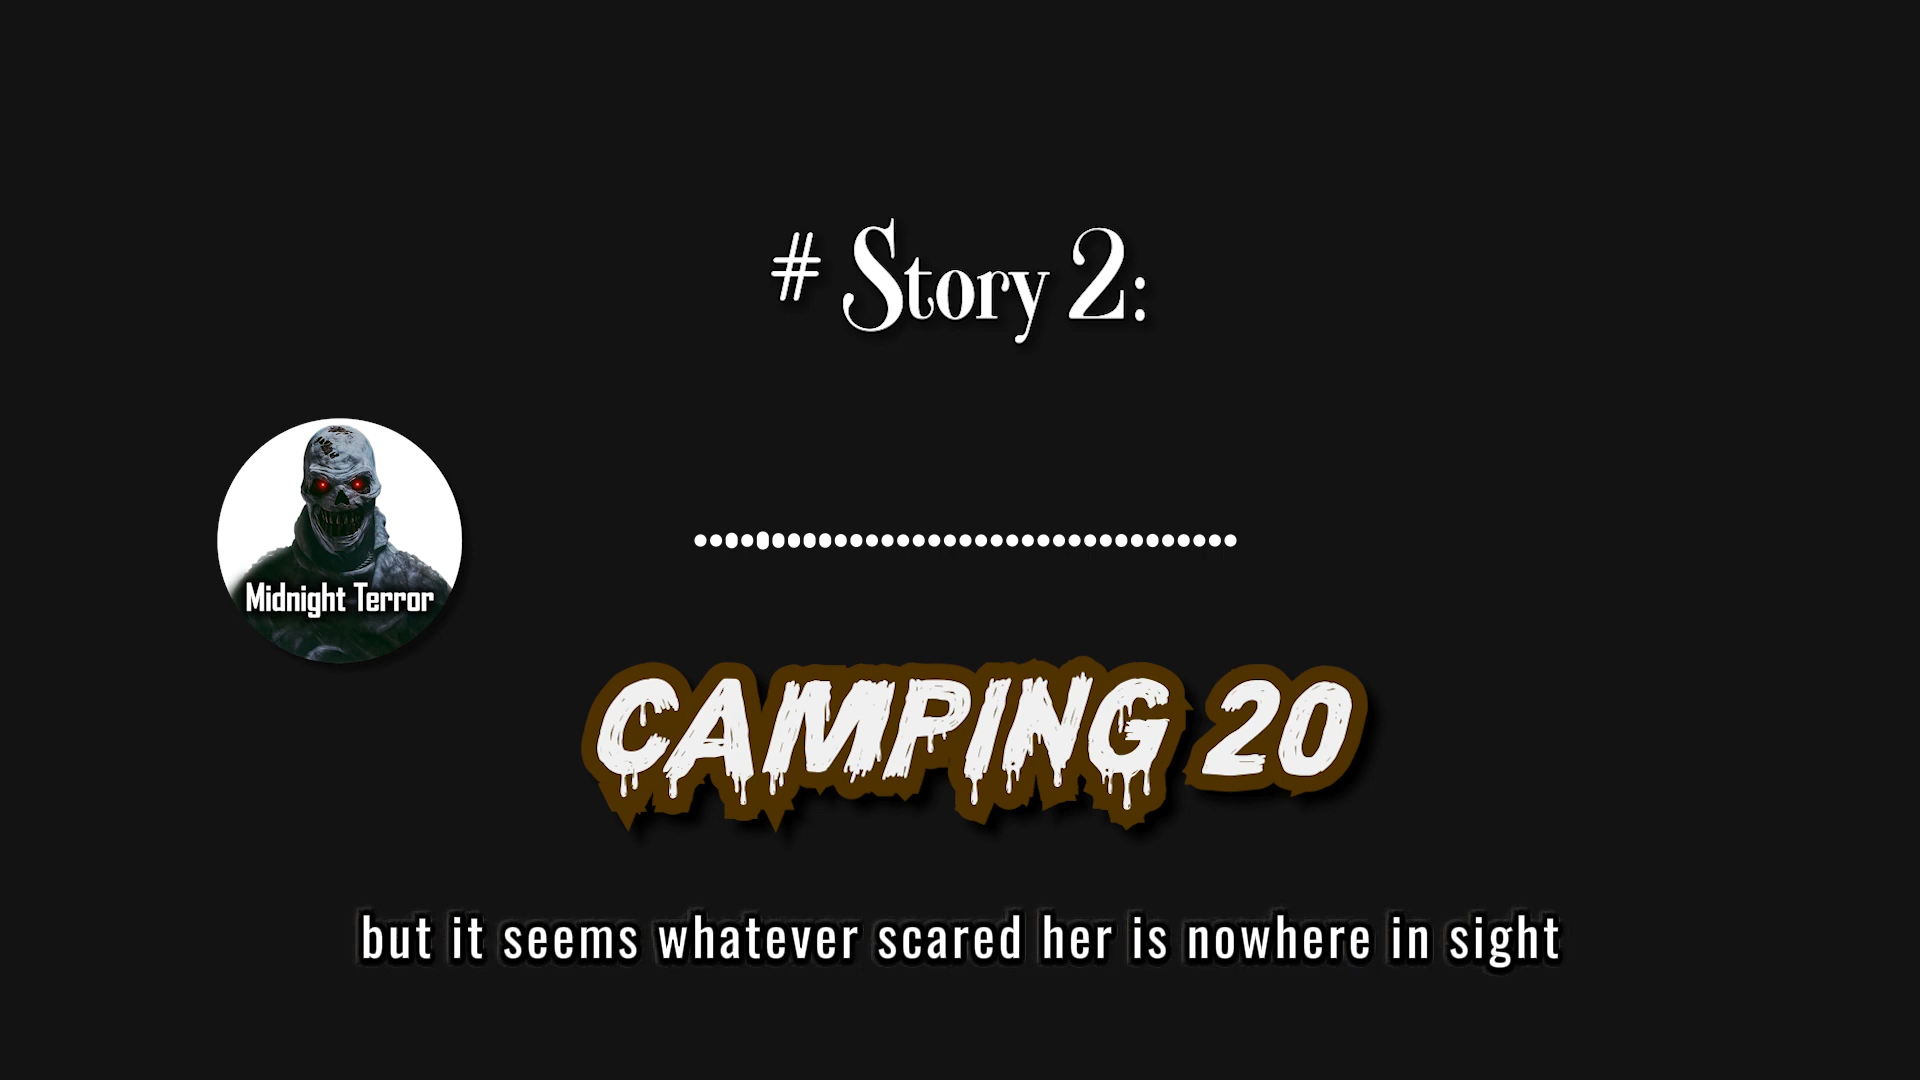 # Story 2:
Midnight Terror
CAMPING 20
but it seems whatever scared her is nowhere in sight